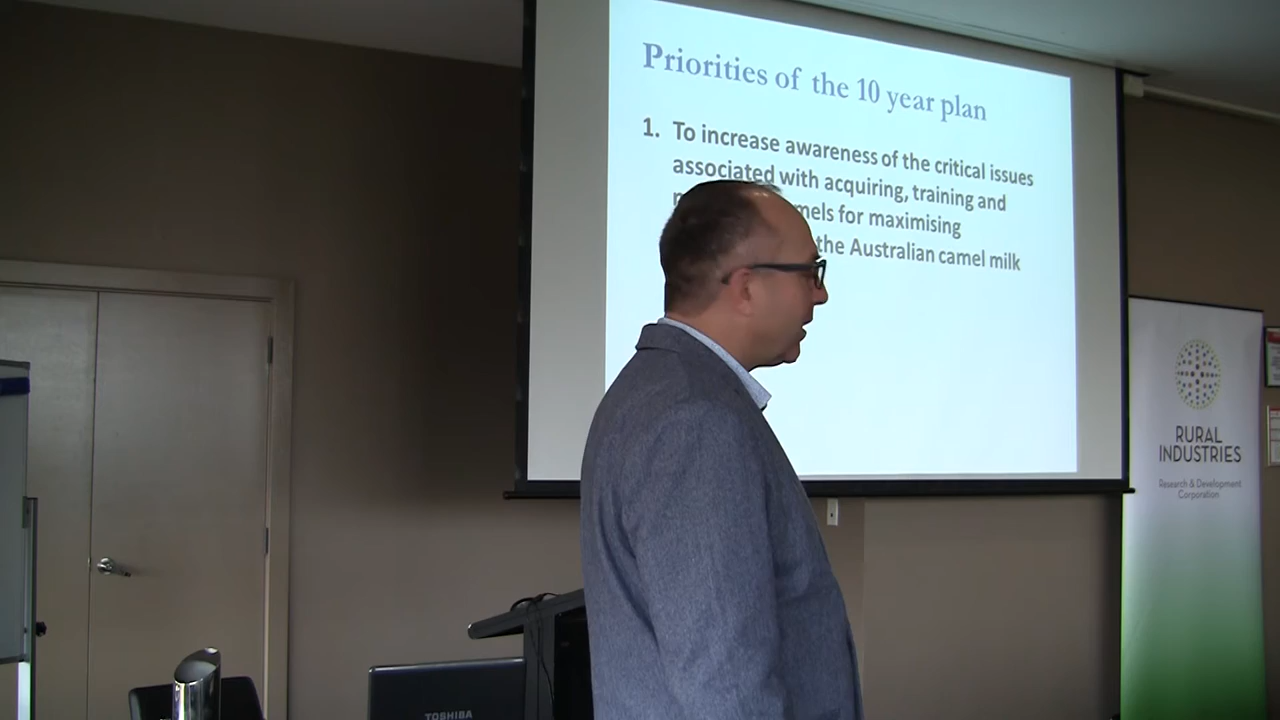 Priorities of the 10 year plan
1. To increase awareness of the critical issues
associated with acquiring, training and
for maximising
the Australian camel milk
RURAL
INDUSTRIES
Research & Development
Corporation
TOSHIBA